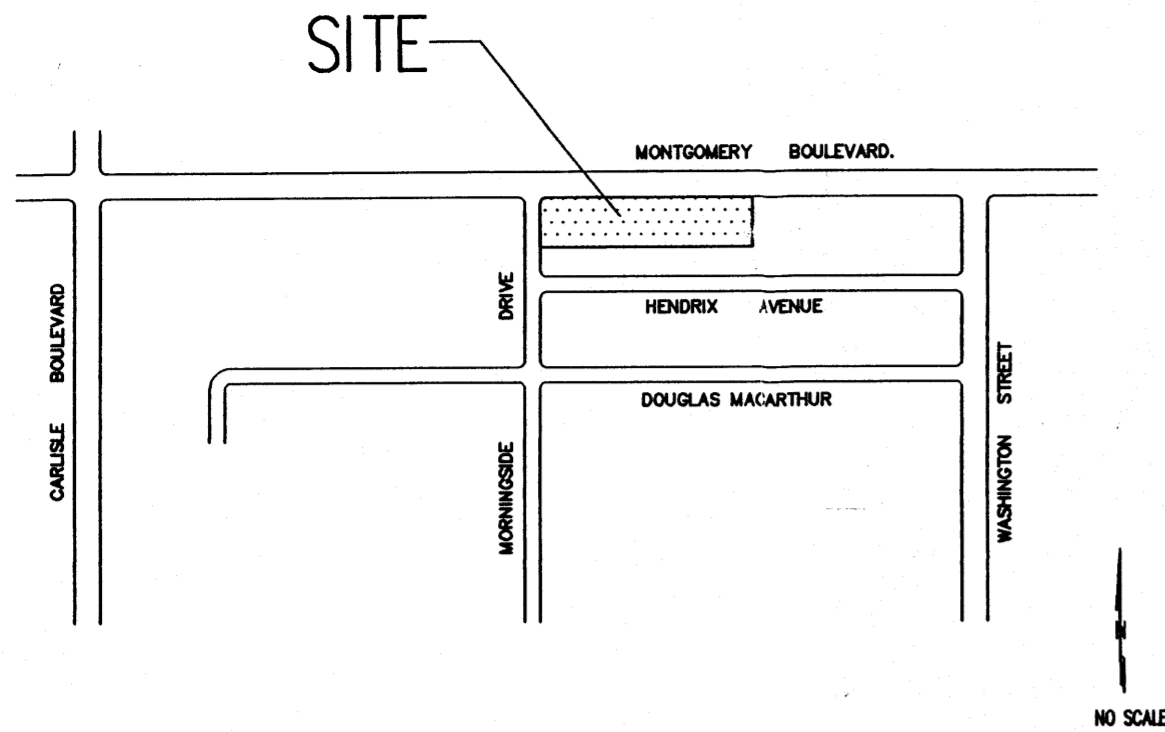 SITE
MONTGOMERY BOULEVARD.
CARLISLE BOULEVARD
MORNINGSIDE DRIVE
HENDRIX AVENUE
DOUGLAS MACARTHUR
WASHINGTON STREET
N
NO SCALE